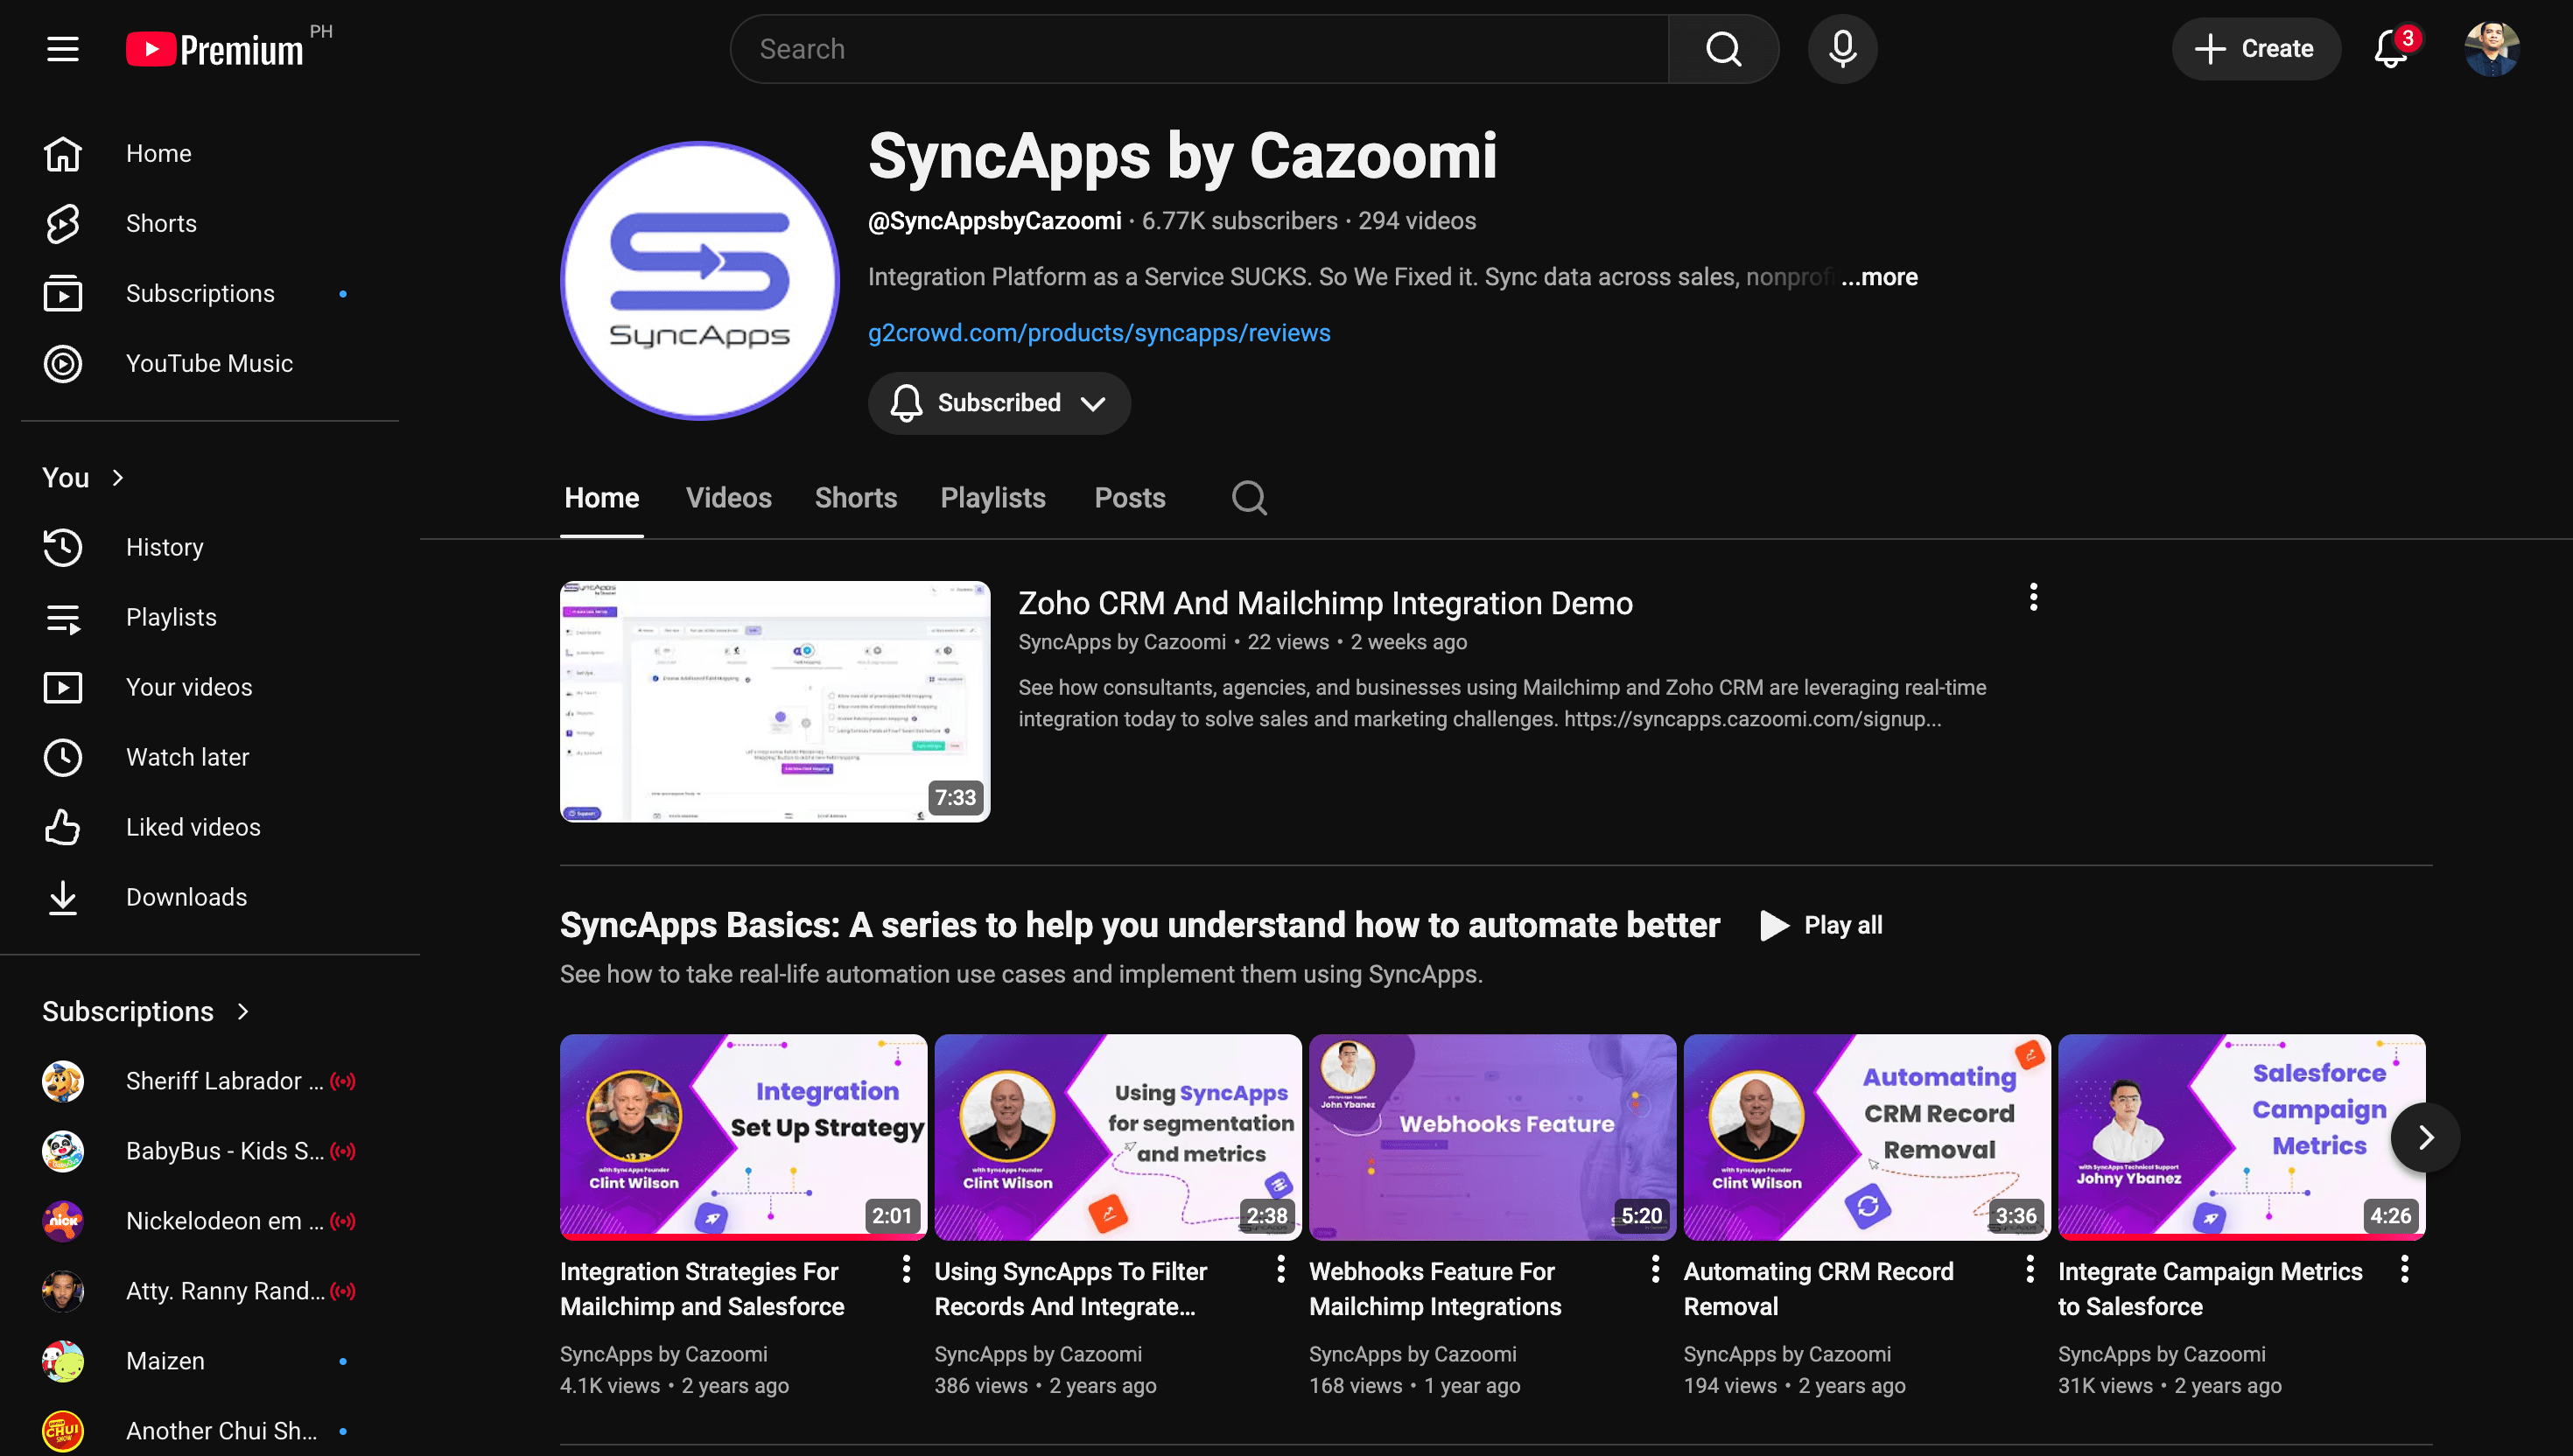 Premium PH
Search
Create
3
Home
Shorts
Subscriptions
YouTube Music
You
History
Playlists
Your videos
Watch later
Liked videos
Downloads
Subscriptions
Sheriff Labrador ...
BabyBus - Kids S...
Nickelodeon em ...
Atty. Ranny Rand...
Maizen
Another Chui Sh...
SyncApps
SyncApps by Cazoomi
@SyncAppsbyCazoomi · 6.77K subscribers · 294 videos
Integration Platform as a Service SUCKS. So We Fixed it. Sync data across sales, nonprofi ...more
g2crowd.com/products/syncapps/reviews
Subscribed
Home Videos Shorts Playlists Posts
7:33
Zoho CRM And Mailchimp Integration Demo
SyncApps by Cazoomi • 22 views • 2 weeks ago
See how consultants, agencies, and businesses using Mailchimp and Zoho CRM are leveraging real-time
integration today to solve sales and marketing challenges. https://syncapps.cazoomi.com/signup...
SyncApps Basics: A series to help you understand how to automate better
Play all
See how to take real-life automation use cases and implement them using SyncApps.
Integration
Set Up Strategy
with SyncApps Founder
Clint Wilson
2:01
Integration Strategies For
Mailchimp and Salesforce
SyncApps by Cazoomi
4.1K views • 2 years ago
Using SyncApps
for segmentation
and metrics
with SyncApps Founder
Clint Wilson
2:38
Using SyncApps To Filter
Records And Integrate...
SyncApps by Cazoomi
386 views • 2 years ago
John Ybanez
Webhooks Feature
5:20
Webhooks Feature For
Mailchimp Integrations
SyncApps by Cazoomi
168 views • 1 year ago
Automating
CRM Record
Removal
with SyncApps Founder
Clint Wilson
3:36
Automating CRM Record
Removal
SyncApps by Cazoomi
194 views • 2 years ago
Salesforce
Campaign
Metrics
with SyncApps Technical Support
Johny Ybanez
4:26
Integrate Campaign Metrics
to Salesforce
SyncApps by Cazoomi
31K views • 2 years ago